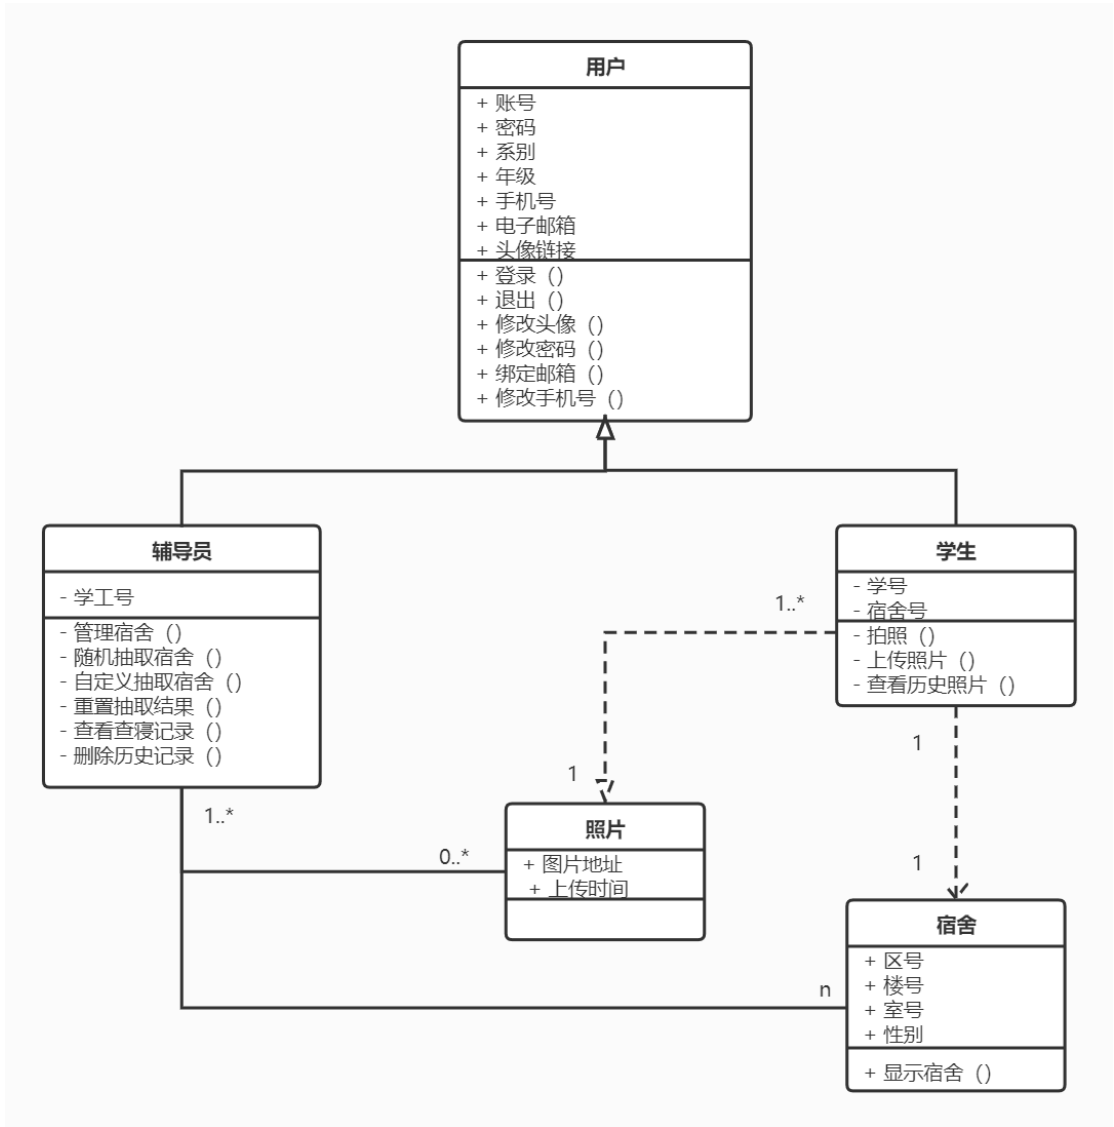 用户
+ 账号
+ 密码
+ 系别
+ 年级
+ 手机号
+ 电子邮箱
+ 头像链接
+ 登录（）
+ 退出（）
+ 修改头像（）
+ 修改密码（）
+ 绑定邮箱（）
+ 修改手机号（）
辅导员
- 学工号
- 管理宿舍（）
- 随机抽取宿舍（）
- 自定义抽取宿舍（）
- 重置抽取结果（）
- 查看查寝记录（）
- 删除历史记录（）
学生
- 学号
- 宿舍号
- 拍照（）
- 上传照片（）
- 查看历史照片（）
1..*
1
1
1..*
0..*
照片
+ 图片地址
+ 上传时间
1
n
宿舍
+ 区号
+ 楼号
+ 室号
+ 性别
+ 显示宿舍（）